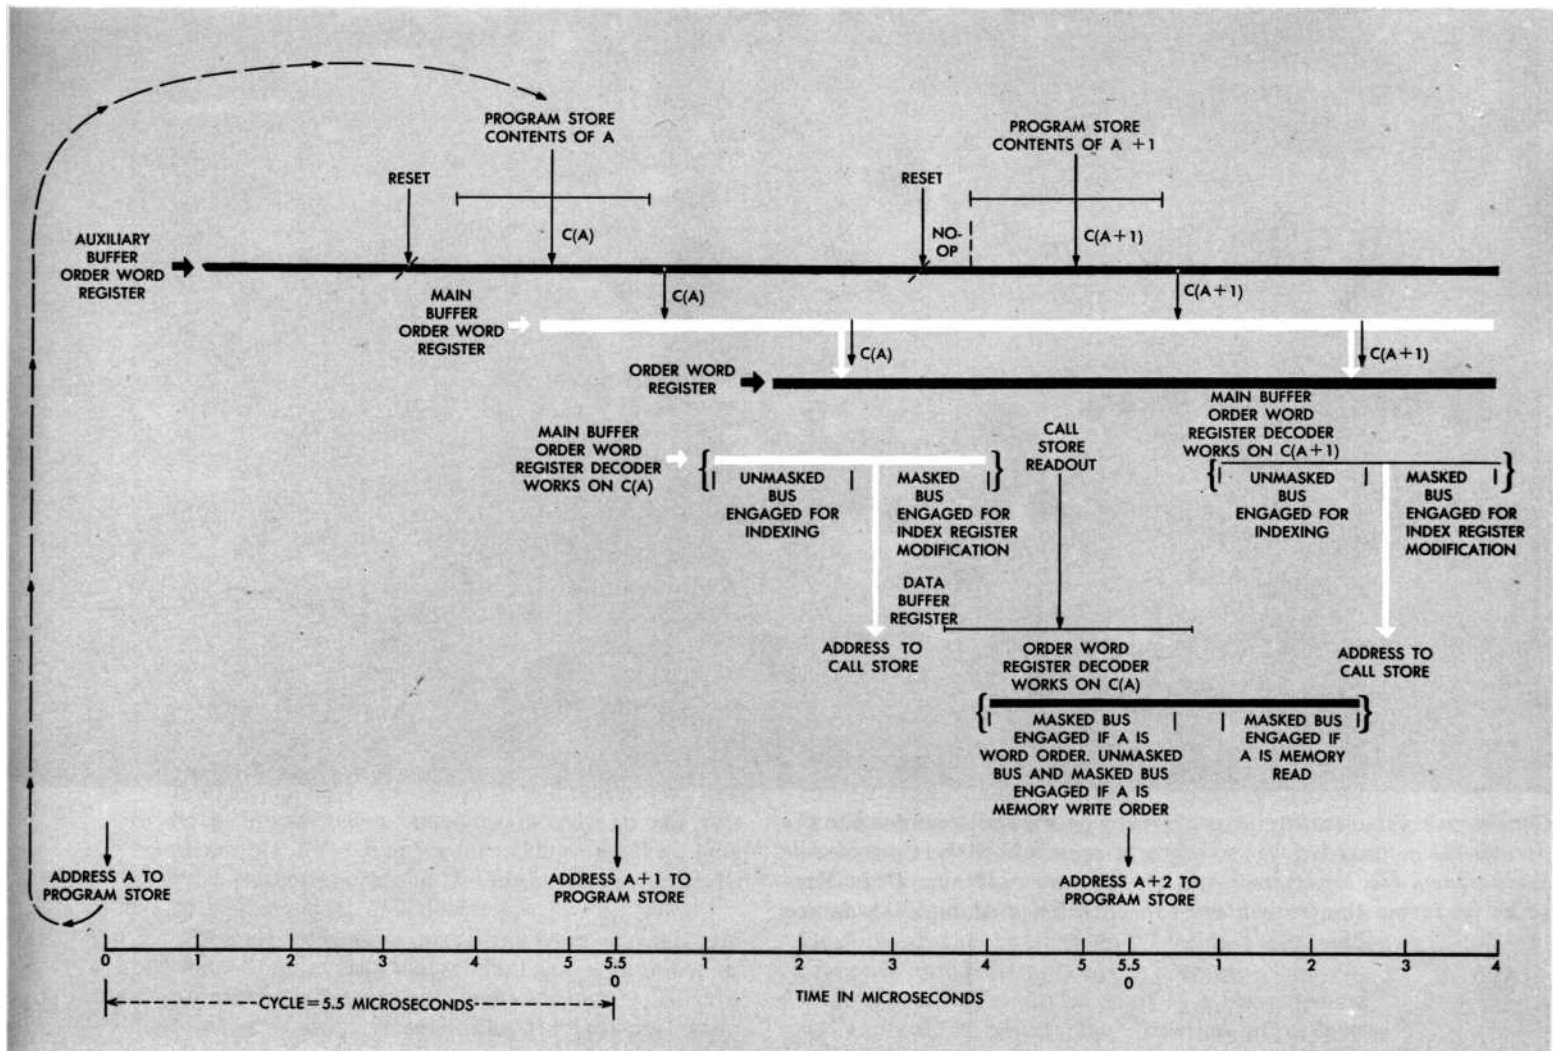 PROGRAM STORE
CONTENTS OF A
PROGRAM STORE
CONTENTS OF A +1
RESET
RESET
C(A)
NO-
OP
C(A+1)
AUXILIARY
BUFFER
ORDER WORD
REGISTER
MAIN
BUFFER
ORDER WORD
REGISTER
C(A)
C(A+1)
C(A)
C(A+1)
ORDER WORD
REGISTER
MAIN BUFFER
ORDER WORD
REGISTER DECODER
WORKS ON C(A)
UNMASKED
BUS
ENGAGED FOR
INDEXING
MASKED
BUS
ENGAGED FOR
INDEX REGISTER
MODIFICATION
CALL
STORE
READOUT
MAIN BUFFER
ORDER WORD
REGISTER DECODER
WORKS ON C(A+1)
UNMASKED
BUS
ENGAGED FOR
INDEXING
MASKED
BUS
ENGAGED FOR
INDEX REGISTER
MODIFICATION
DATA
BUFFER
REGISTER
ADDRESS TO
CALL STORE
ORDER WORD
REGISTER DECODER
WORKS ON C(A)
ADDRESS TO
CALL STORE
MASKED BUS
ENGAGED IF A IS
WORD ORDER. UNMASKED
BUS AND MASKED BUS
ENGAGED IF A IS
MEMORY WRITE ORDER
MASKED BUS
ENGAGED IF
A IS MEMORY
READ
ADDRESS A TO
PROGRAM STORE
ADDRESS A+1 TO
PROGRAM STORE
ADDRESS A+2 TO
PROGRAM STORE
0 1 2 3 4 5 5.5 1 2 3 4 5 5.5 1 2 3 4
0 0
CYCLE=5.5 MICROSECONDS
TIME IN MICROSECONDS